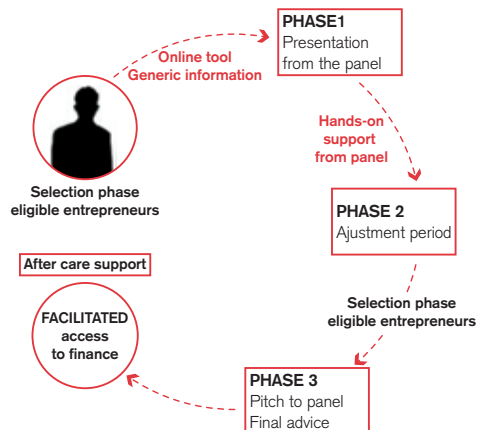 PHASE1
Presentation
from the panel
Online tool
Generic information
Selection phase
eligible entrepreneurs
Hands-on
support
from panel
PHASE 2
Ajustment period
Selection phase
eligible entrepreneurs
PHASE 3
Pitch to panel
Final advice
After care support
FACILITATED
access
to finance